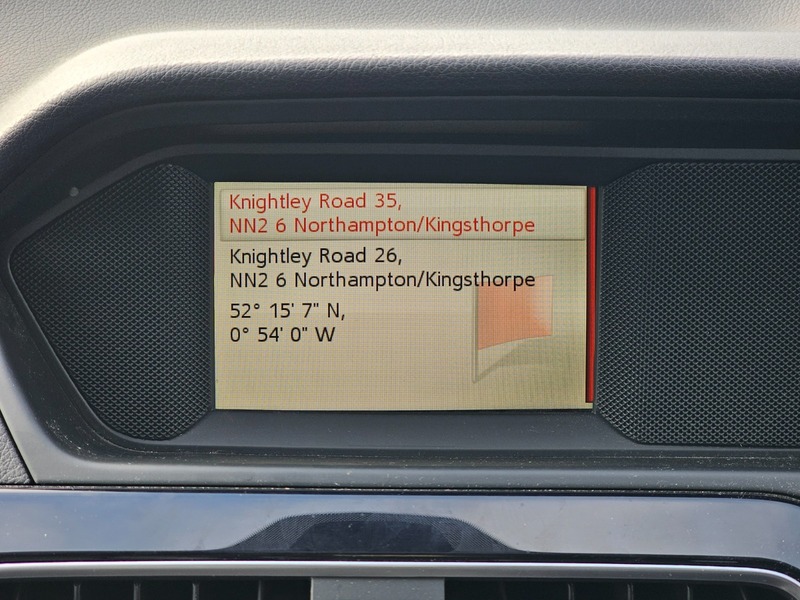 Knightley Road 35,
NN2 6 Northampton/Kingsthorpe
Knightley Road 26,
NN2 6 Northampton/Kingsthorpe
52° 15' 7" N,
0° 54' 0" W